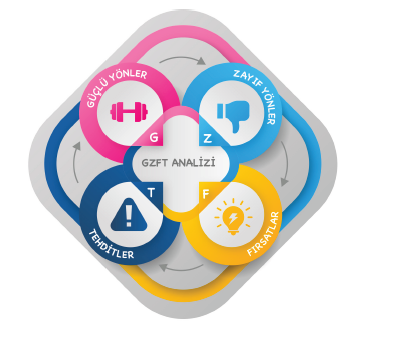 GÜÇLÜ YÖNLER
ZAYIF YÖNLER
G
Z
GZFT ANALİZİ
T
F
TEHDİTLER
FIRSATLAR